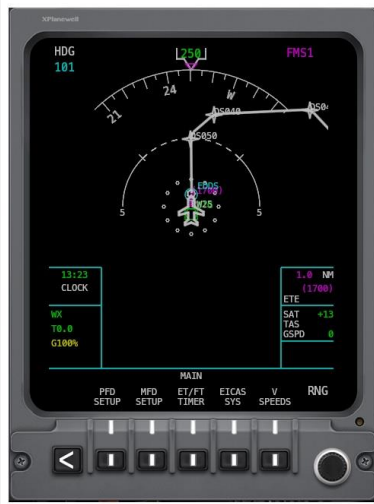 XPlanewell
HDG
101
250
FMS1
21
24
W
DS040
DS050
EDDS
(1700)
RW25
5
5
13:23
CLOCK
WX
T0.0
G100%
1.0 NM
(1700)
ETE
SAT +13
TAS
GSPD 0
MAIN
PFD SETUP
MFD SETUP
ET/FT TIMER
EICAS SYS
V SPEEDS
RNG